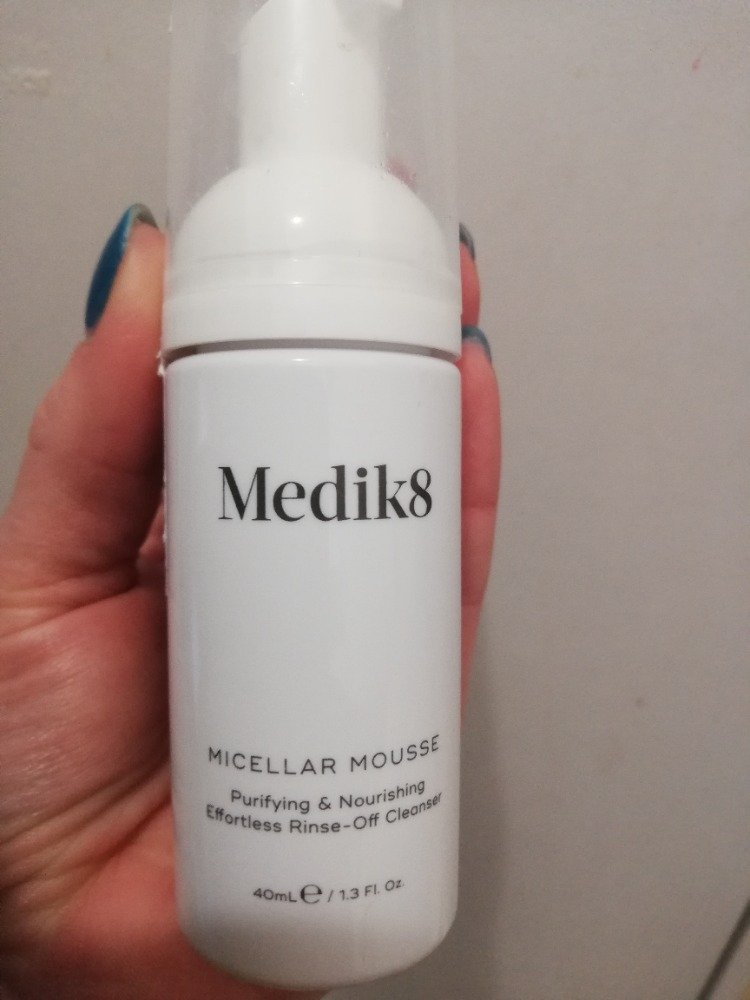 Medik8
MICELLAR MOUSSE
Purifying & Nourishing
Effortless Rinse-Off Cleanser
40mL ℮ / 1.3 Fl. Oz.